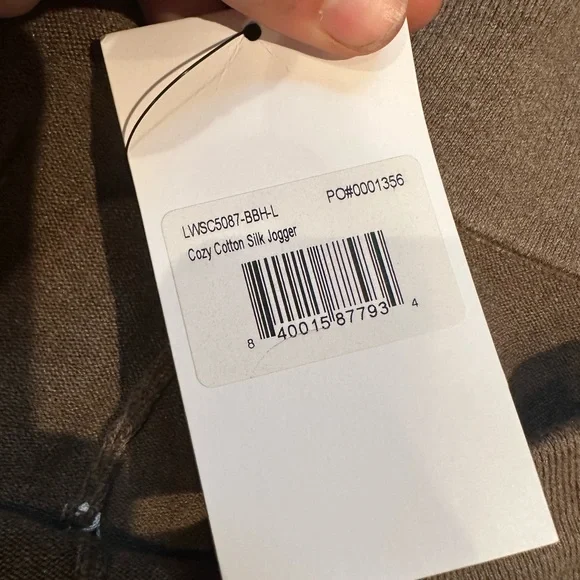 LWSC5087-BBH-L PO#0001356
Cozy Cotton Silk Jogger
8 40015 87793 4